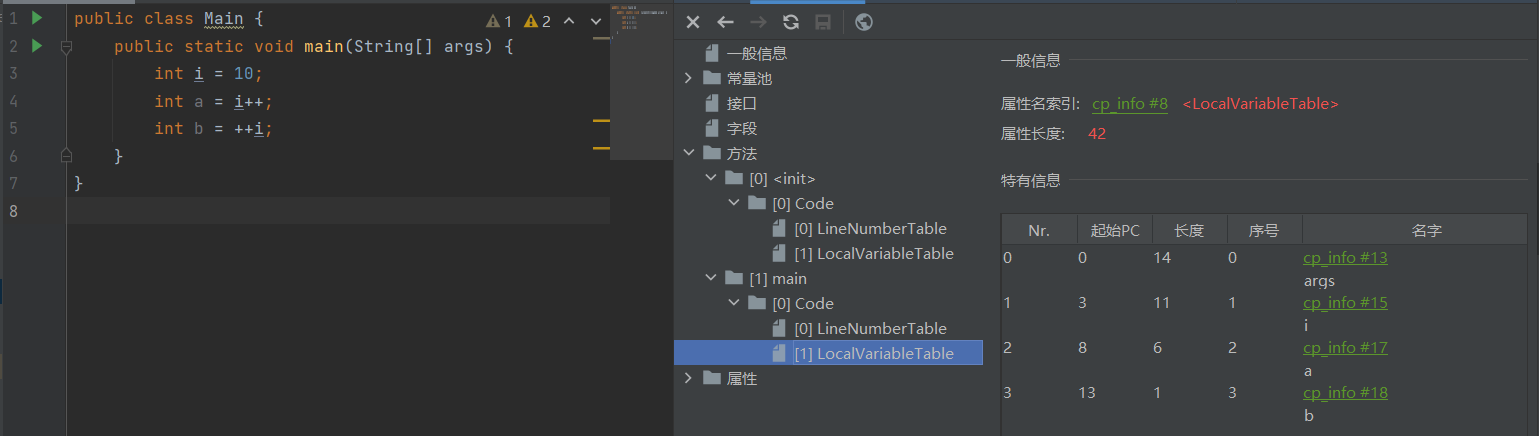 1 public class Main {
2 public static void main(String[] args) {
3 int i = 10;
4 int a = i++;
5 int b = ++i;
6 }
7 }
8
1 2
一般信息
常量池
接口
字段
方法
[0] <init>
[0] Code
[0] LineNumberTable
[1] LocalVariableTable
[1] main
[0] Code
[0] LineNumberTable
[1] LocalVariableTable
属性
一般信息
属性名索引: cp_info #8 <LocalVariableTable>
属性长度: 42
特有信息
Nr. 起始PC 长度 序号 名字
0 0 14 0 cp_info #13
args
1 3 11 1 cp_info #15
i
2 8 6 2 cp_info #17
a
3 13 1 3 cp_info #18
b